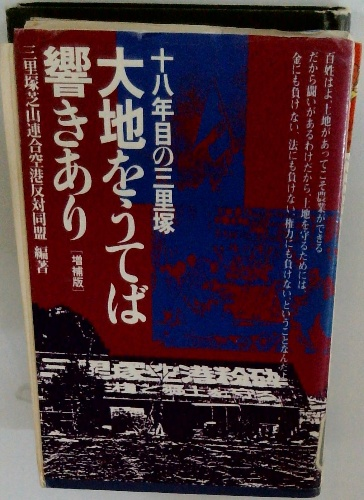 百姓はよ、土地があってこそ農業ができる
だから闘いがあるわけだから、土地を守るためには
金にも負けない、法にも負けない、権力にも負けないということなんだよ
十八年目の三里塚
大地をうてば
響きあり
［増補版］
三里塚芝山連合空港反対同盟 編著